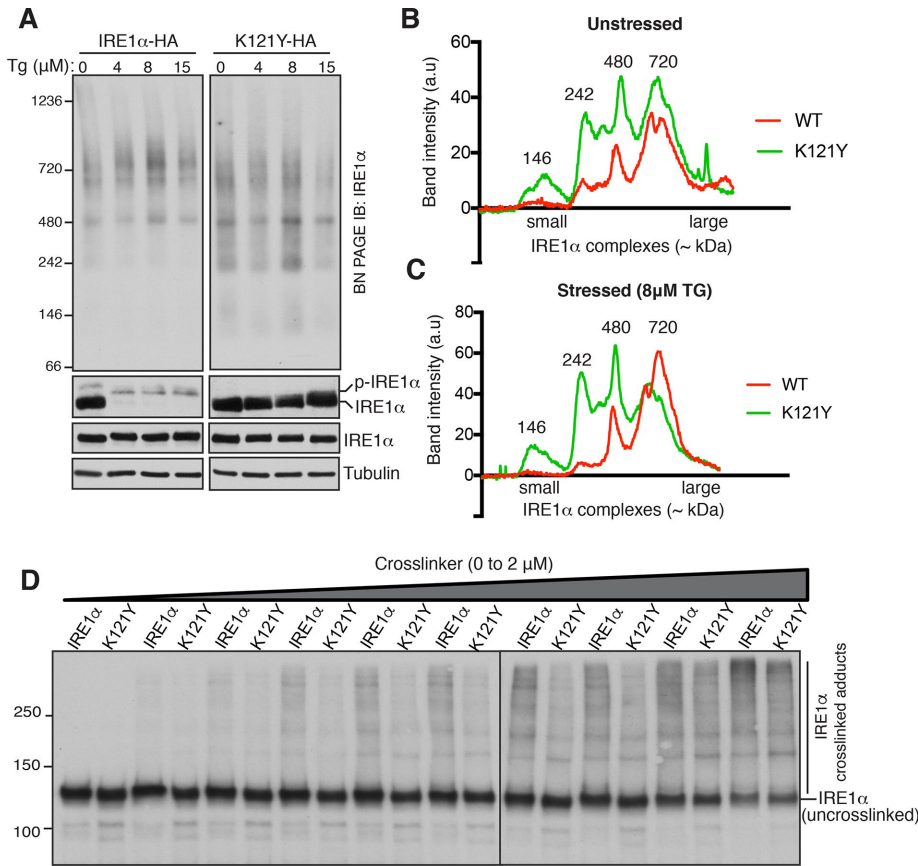 A
IRE1α-HA K121Y-HA
Tg (μM): 0 4 8 15 0 4 8 15
1236
720
480
242
146
66
BN PAGE IB: IRE1α
p-IRE1α
IRE1α
IRE1α
Tubulin
B
Unstressed
Band intensity (a.u)
60
40
20
0
146
242
480
720
WT
K121Y
small large
IRE1α complexes (~ kDa)
C
Stressed (8μM TG)
Band intensity (a.u)
80
60
40
20
0
146
242
480
720
WT
K121Y
small large
IRE1α complexes (~ kDa)
D
Crosslinker (0 to 2 μM)
IRE1α K121Y IRE1α K121Y IRE1α K121Y IRE1α K121Y IRE1α K121Y IRE1α K121Y IRE1α K121Y IRE1α K121Y IRE1α K121Y IRE1α K121Y
250
150
100
IRE1α
crosslinked adducts
IRE1α
(uncrosslinked)